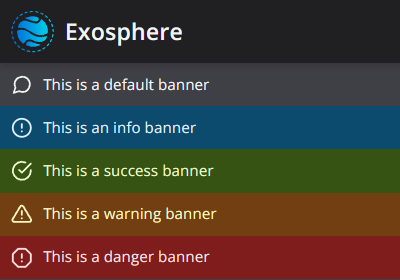 Exosphere
This is a default banner
This is an info banner
This is a success banner
This is a warning banner
This is a danger banner